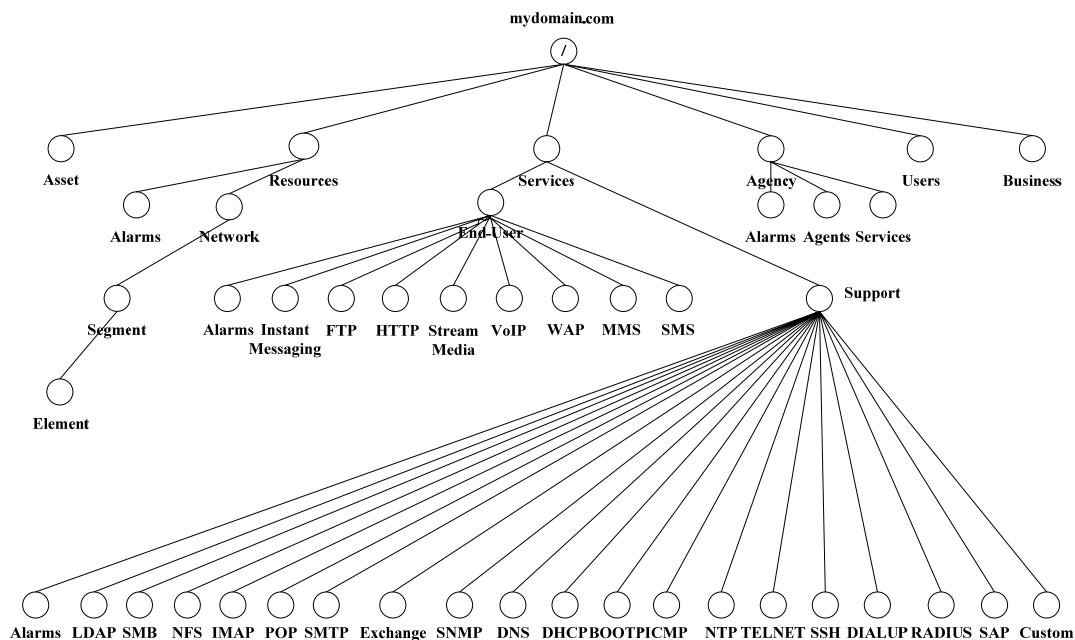 mydomain.com
/
Asset
Resources
Services
Agency
Users
Business
Alarms
Network
End-User
Alarms Agents Services
Segment
Alarms Instant Messaging FTP HTTP Stream Media VoIP WAP MMS SMS
Support
Element
Alarms LDAP SMB NFS IMAP POP SMTP Exchange SNMP DNS DHCP BOOTP ICMP NTP TELNET SSH DIALUP RADIUS SAP Custom